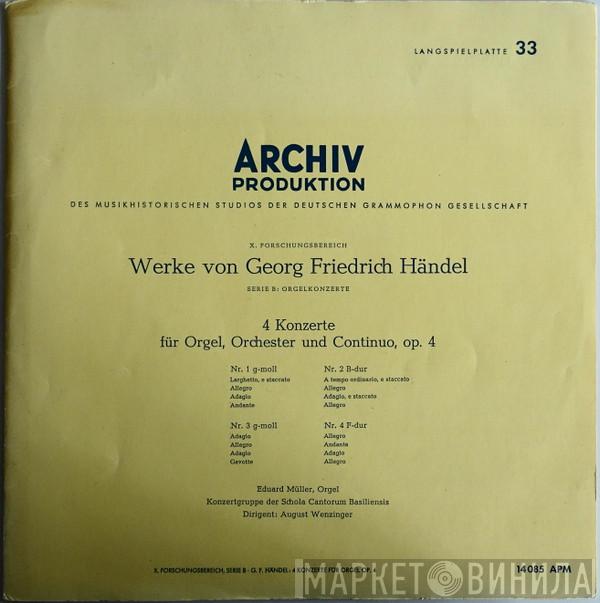 LANGSPIELPLATTE 33
ARCHIV
PRODUKTION
DES MUSIKHISTORISCHEN STUDIOS DER DEUTSCHEN GRAMMOPHON GESELLSCHAFT
X. FORSCHUNGSBEREICH
Werke von Georg Friedrich Händel
SERIE B: ORGELKONZERTE
4 Konzerte
für Orgel, Orchester und Continuo, op. 4
Nr. 1 g-moll
Larghetto, e staccato
Allegro
Adagio
Andante
Nr. 2 B-dur
A tempo ordinario, e staccato
Allegro
Adagio, e staccato
Allegro
Nr. 3 g-moll
Adagio
Allegro
Adagio
Gavotte
Nr. 4 F-dur
Allegro
Andante
Adagio
Allegro
Eduard Müller, Orgel
Konzertgruppe der Schola Cantorum Basiliensis
Dirigent: August Wenzinger
X. FORSCHUNGSBEREICH, SERIE B - G. F. HÄNDEL: 4 KONZERTE FÜR ORGEL, OP. 4
14085 APM
МАРКЕТ ВИНИЛА